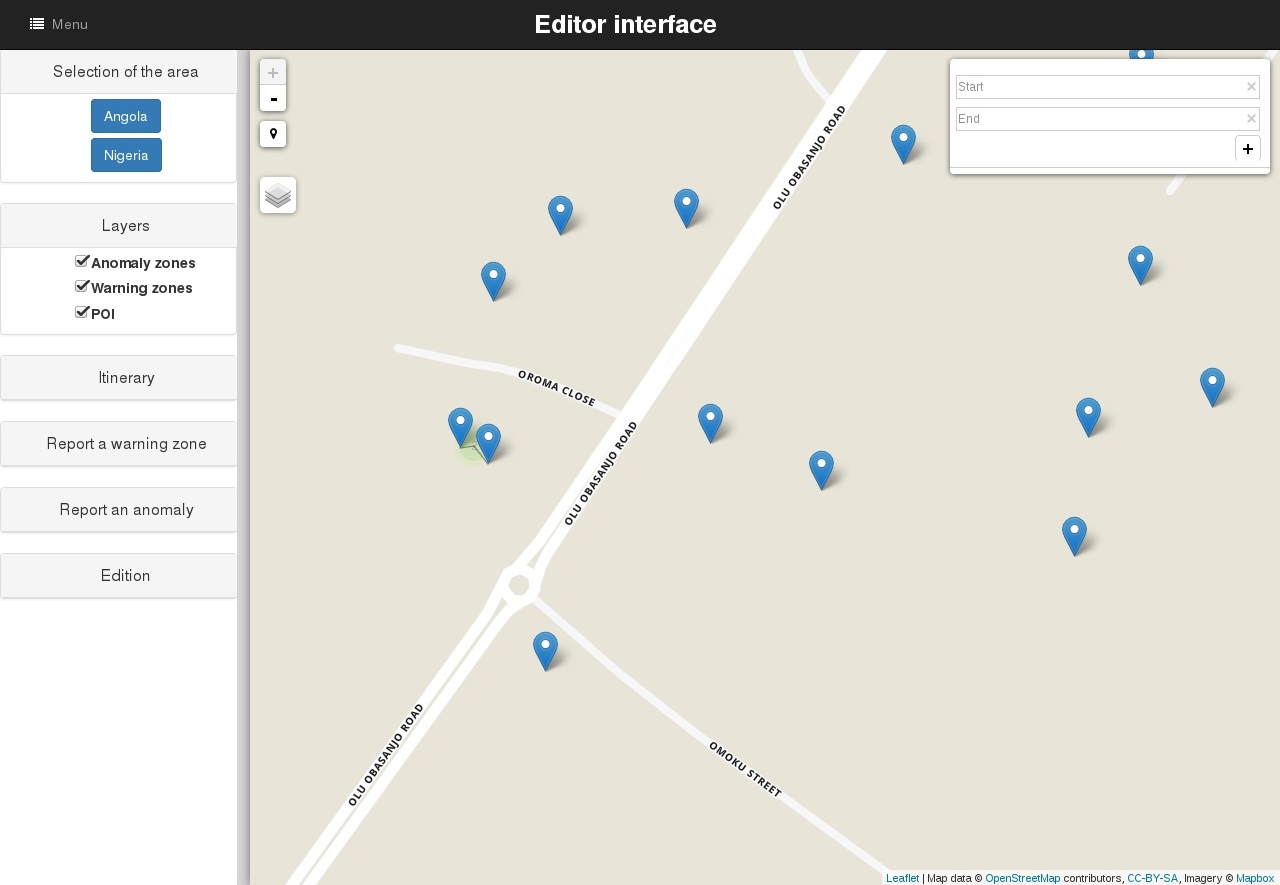 Menu
Editor interface
Selection of the area
Angola
Nigeria
Layers
Anomaly zones
Warning zones
POI
Itinerary
Report a warning zone
Report an anomaly
Edition
+
-
Start
×
End
×
+
OLU OBASANJO ROAD
OROMA CLOSE
OLU OBASANJO ROAD
OLU OBASANJO ROAD
OMOKU STREET
Leaflet | Map data © OpenStreetMap contributors, CC-BY-SA, Imagery © Mapbox